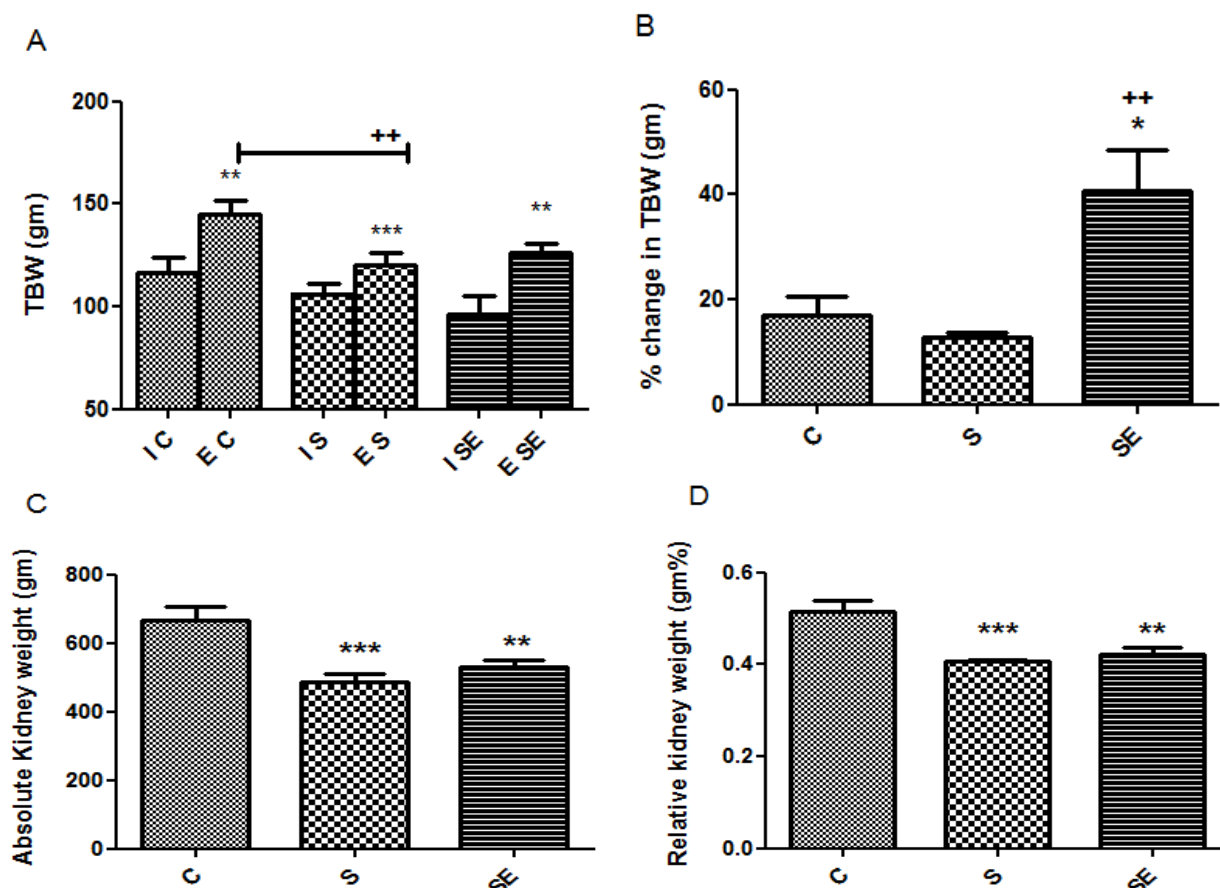 A
TBW (gm)
200
150
100
50
**
++
***
**
I C
E C
I S
E S
I SE
E SE
B
% change in TBW (gm)
60
40
20
0
++
*
C
S
SE
C
Absolute Kidney weight (gm)
800
600
400
200
0
***
**
C
S
SE
D
Relative kidney weight (gm%)
0.6
0.4
0.2
0.0
***
**
C
S
SE